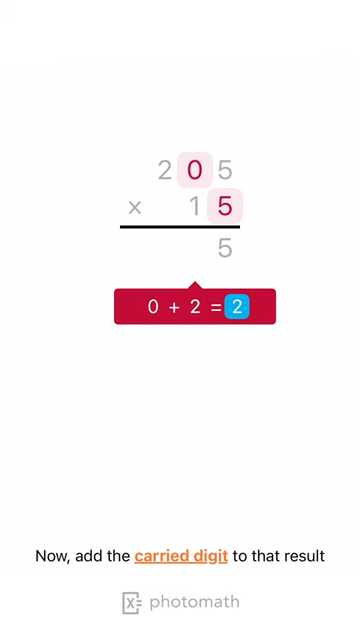 2 0 5
× 1 5
5
0 + 2 = 2
Now, add the carried digit to that result
photomath